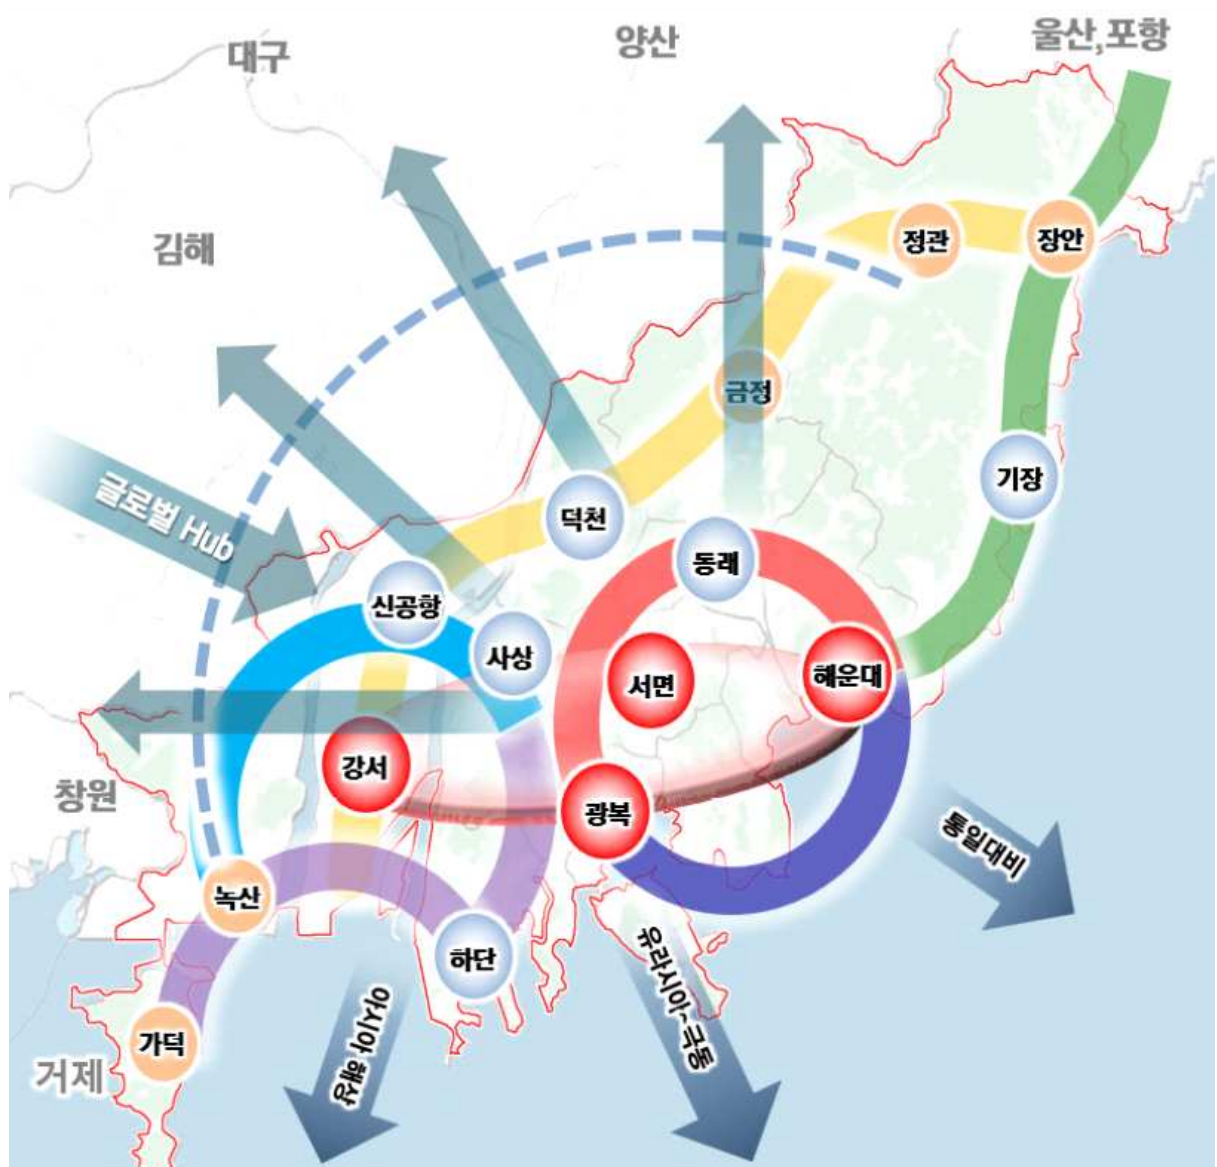 대구
양산
울산,포항
김해
정관
장안
금정
기장
글로벌 Hub
덕천
동래
신공항
사상
서면
해운대
강서
창원
광복
통일대비
녹산
하단
유라시아~극동
아시아 해상
가덕
거제